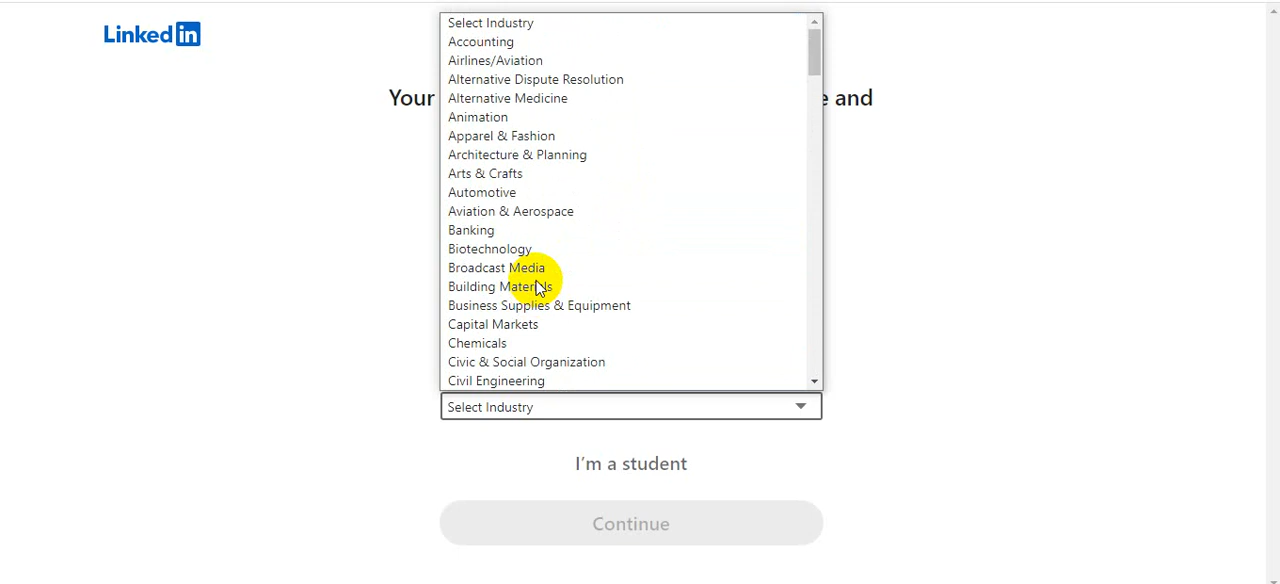 Linked in
Select Industry
Accounting
Airlines/Aviation
Alternative Dispute Resolution
Alternative Medicine
Your
and
Animation
Apparel & Fashion
Architecture & Planning
Arts & Crafts
Automotive
Aviation & Aerospace
Banking
Biotechnology
Broadcast Media
Building Materials
Business Supplies & Equipment
Capital Markets
Chemicals
Civic & Social Organization
Civil Engineering
Select Industry
I'm a student
Continue